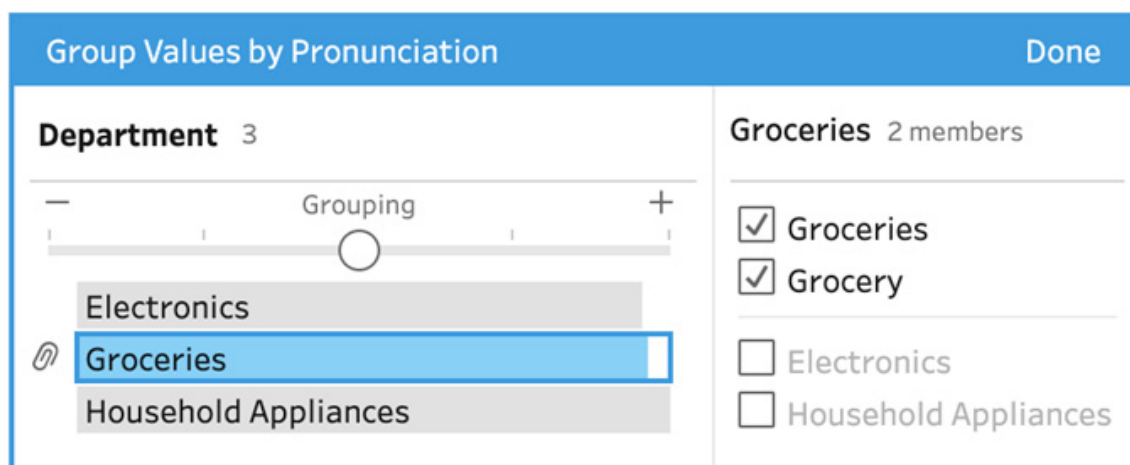 Group Values by Pronunciation Done
Department 3
Grouping
Electronics
Groceries
Household Appliances
Groceries 2 members
Groceries
Grocery
Electronics
Household Appliances